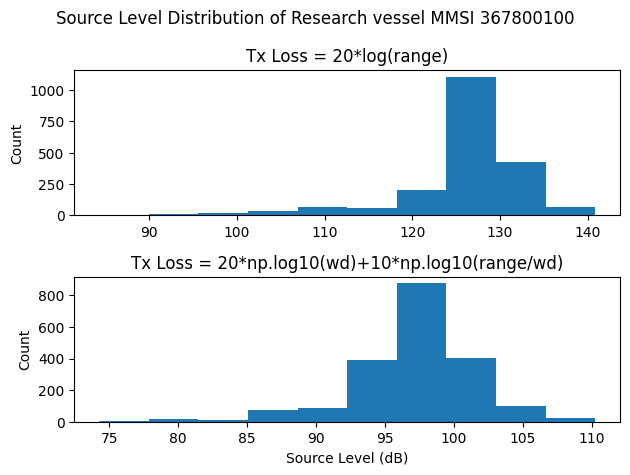 Source Level Distribution of Research vessel MMSI 367800100
Tx Loss = 20*log(range)
1000
750
500
250
0
Count
90 100 110 120 130 140
Tx Loss = 20*np.log10(wd)+10*np.log10(range/wd)
800
600
400
200
0
Count
75 80 85 90 95 100 105 110
Source Level (dB)